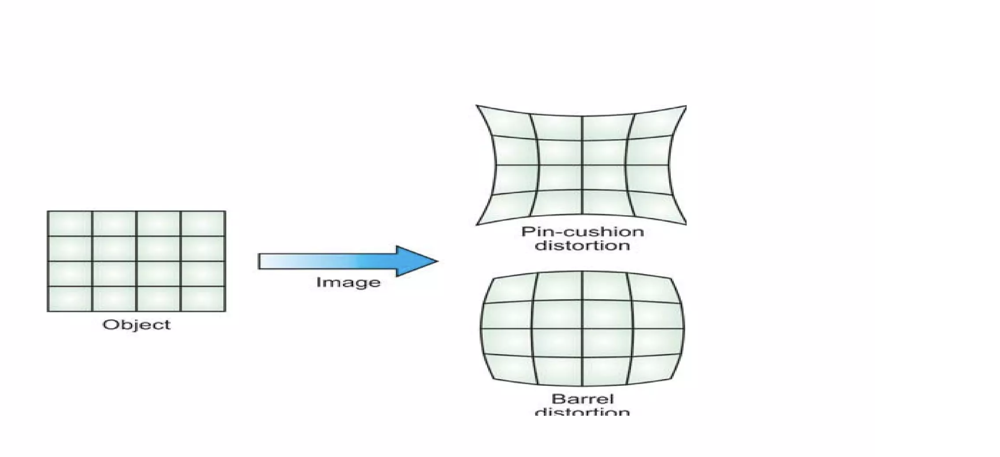 Object
Image
Pin-cushion
distortion
Barrel
distortion